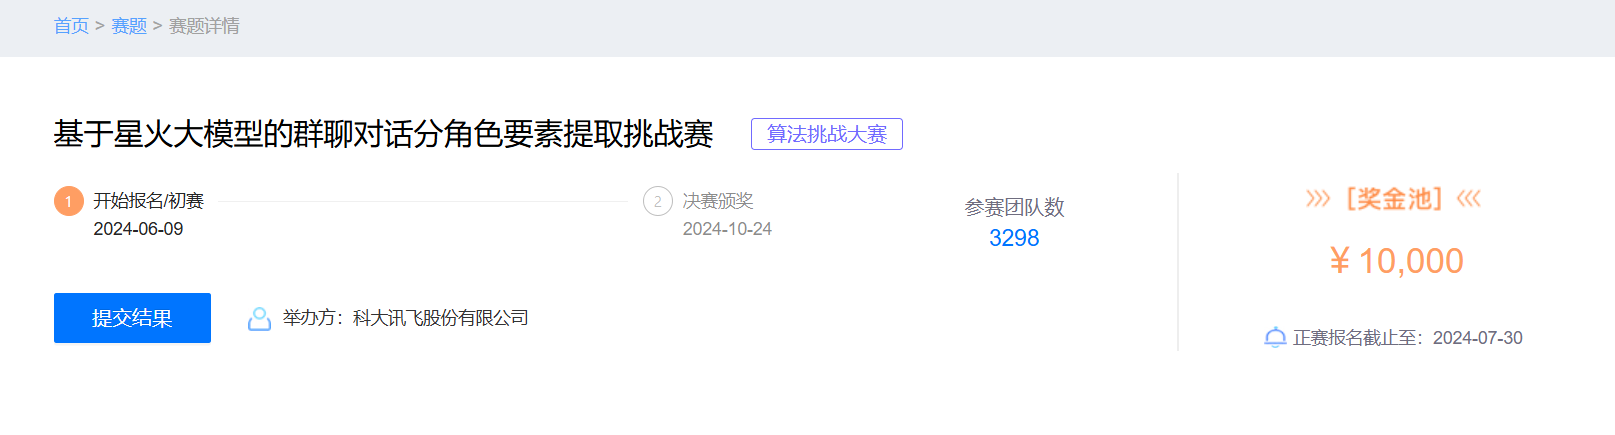 首页 > 赛题 > 赛题详情
基于星火大模型的群聊对话分角色要素提取挑战赛
算法挑战大赛
1 开始报名/初赛
2024-06-09
2 决赛颁奖
2024-10-24
参赛团队数
3298
[奖金池]
¥ 10,000
提交结果
举办方：科大讯飞股份有限公司
正赛报名截止至：2024-07-30